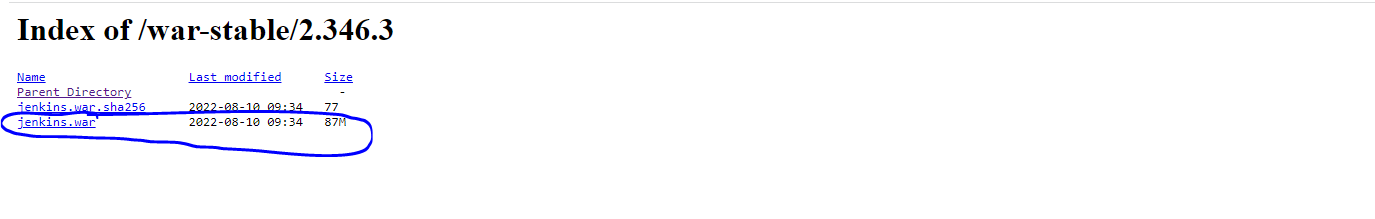 Index of /war-stable/2.346.3
Name Last modified Size
Parent Directory -
jenkins.war.sha256 2022-08-10 09:34 77
jenkins.war 2022-08-10 09:34 87M